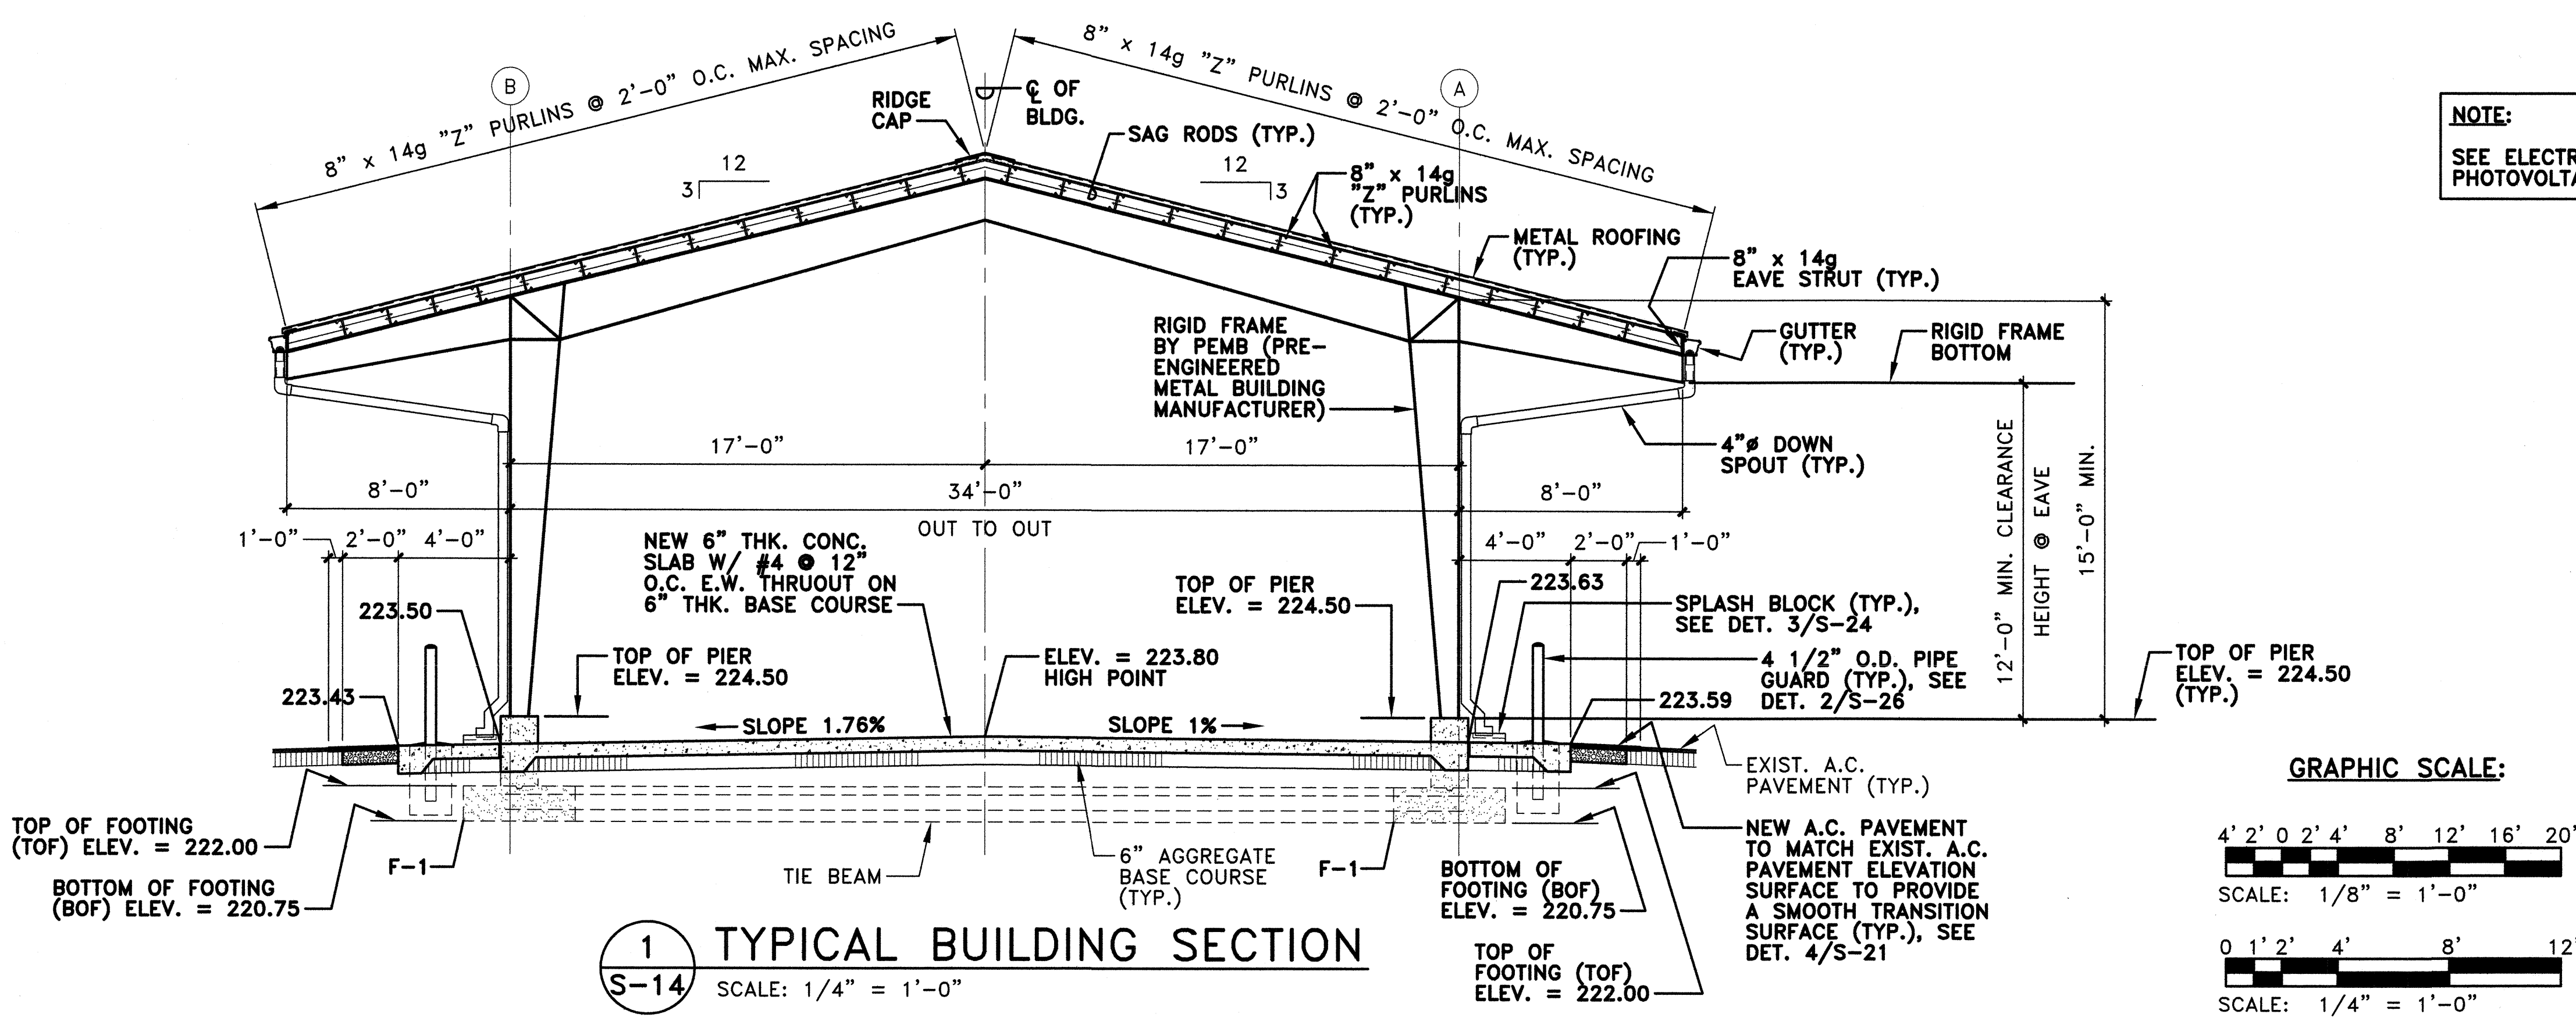 8" x 14g "Z" PURLINS @ 2'-0" O.C. MAX. SPACING
8" x 14g "Z" PURLINS @ 2'-0" O.C. MAX. SPACING
B
A
RIDGE
CAP
℄ OF
BLDG.
SAG RODS (TYP.)
12
3
12
3
8" x 14g
"Z" PURLINS
(TYP.)
METAL ROOFING
(TYP.)
8" x 14g
EAVE STRUT (TYP.)
GUTTER
(TYP.)
RIGID FRAME
BOTTOM
RIGID FRAME
BY PEMB (PRE-
ENGINEERED
METAL BUILDING
MANUFACTURER)
4"ø DOWN
SPOUT (TYP.)
17'-0"
17'-0"
8'-0"
34'-0"
8'-0"
OUT TO OUT
1'-0"
2'-0"
4'-0"
4'-0"
2'-0"
1'-0"
12'-0" MIN. CLEARANCE
HEIGHT @ EAVE
15'-0" MIN.
NEW 6" THK. CONC.
SLAB W/ #4 @ 12"
O.C. E.W. THRUOUT ON
6" THK. BASE COURSE
223.50
TOP OF PIER
ELEV. = 224.50
223.63
SPLASH BLOCK (TYP.),
SEE DET. 3/S-24
TOP OF PIER
ELEV. = 224.50
ELEV. = 223.80
HIGH POINT
4 1/2" O.D. PIPE
GUARD (TYP.), SEE
DET. 2/S-26
TOP OF PIER
ELEV. = 224.50
(TYP.)
223.43
223.59
SLOPE 1.76%
SLOPE 1%
EXIST. A.C.
PAVEMENT (TYP.)
TOP OF FOOTING
(TOF) ELEV. = 222.00
BOTTOM OF FOOTING
(BOF) ELEV. = 220.75
F-1
TIE BEAM
6" AGGREGATE
BASE COURSE
(TYP.)
F-1
BOTTOM OF
FOOTING (BOF)
ELEV. = 220.75
TOP OF
FOOTING (TOF)
ELEV. = 222.00
NEW A.C. PAVEMENT
TO MATCH EXIST. A.C.
PAVEMENT ELEVATION
SURFACE TO PROVIDE
A SMOOTH TRANSITION
SURFACE (TYP.), SEE
DET. 4/S-21
1
S-14
TYPICAL BUILDING SECTION
SCALE: 1/4" = 1'-0"
NOTE:
SEE ELECTR
PHOTOVOLTA
GRAPHIC SCALE:
4' 2' 0 2' 4' 8' 12' 16' 20'
SCALE: 1/8" = 1'-0"
0 1' 2' 4' 8' 12'
SCALE: 1/4" = 1'-0"